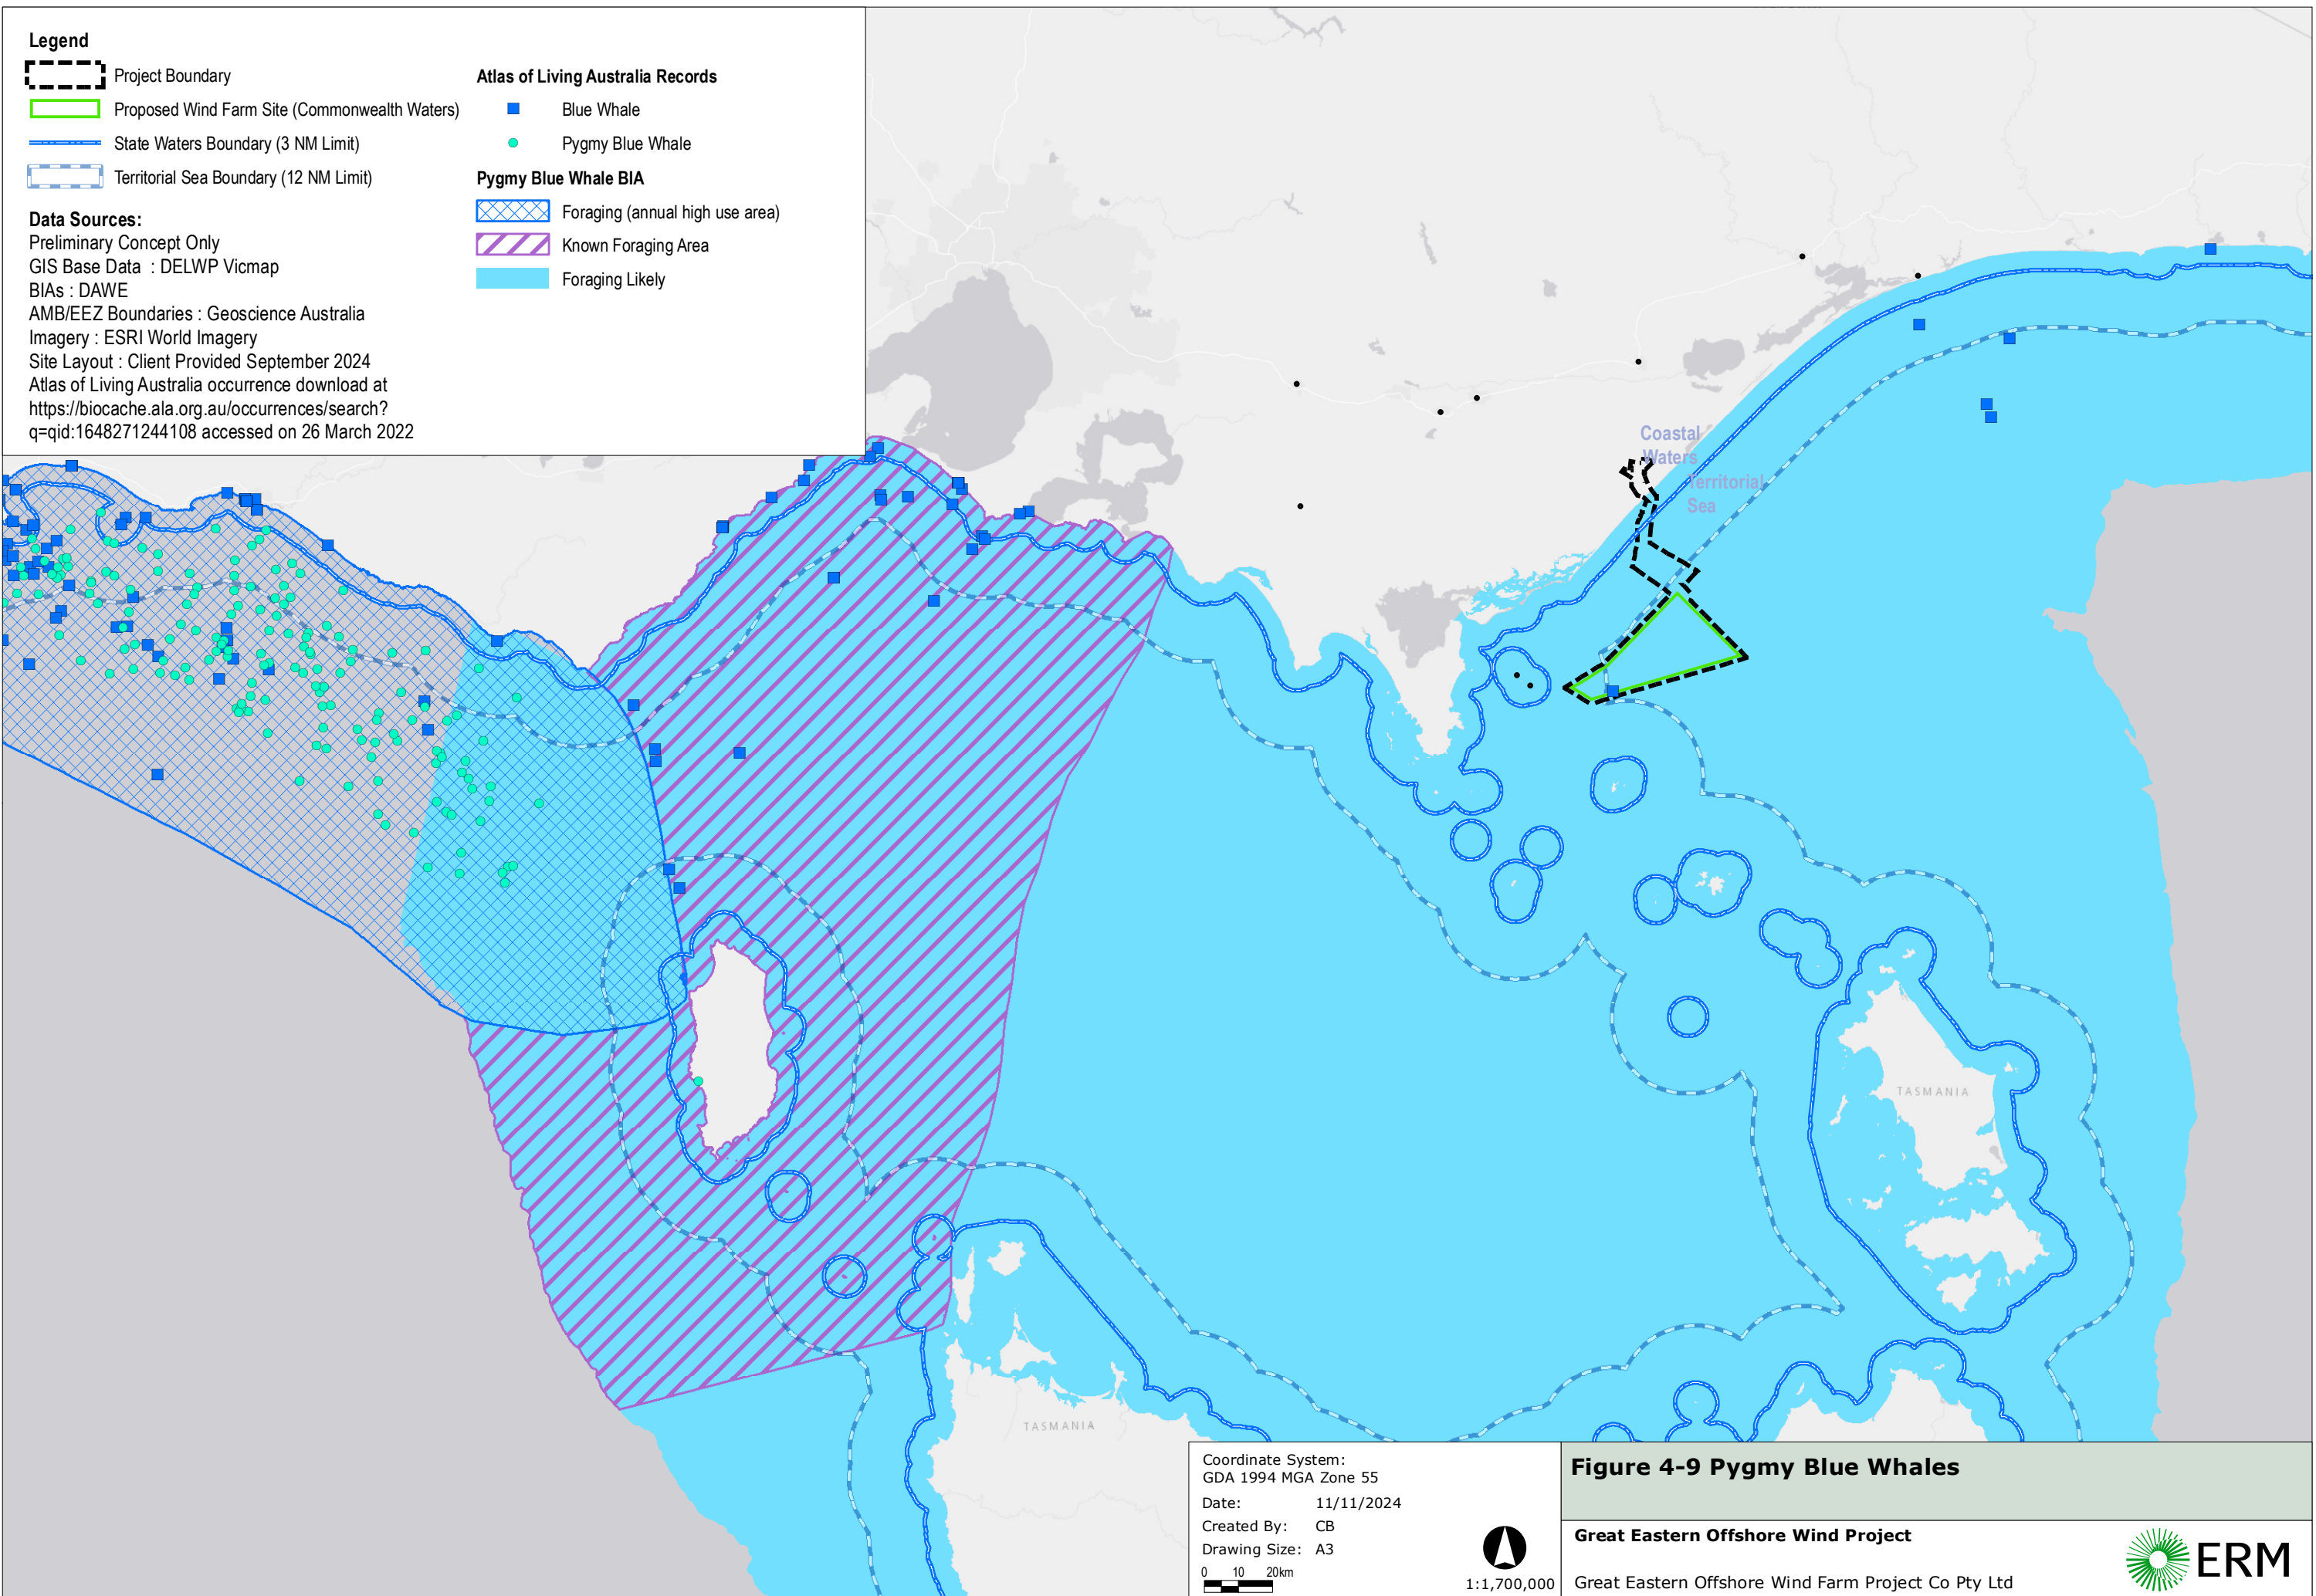 Legend
Project Boundary
Proposed Wind Farm Site (Commonwealth Waters)
State Waters Boundary (3 NM Limit)
Territorial Sea Boundary (12 NM Limit)
Data Sources:
Preliminary Concept Only
GIS Base Data : DELWP Vicmap
BIAs : DAWE
AMB/EEZ Boundaries : Geoscience Australia
Imagery : ESRI World Imagery
Site Layout : Client Provided September 2024
Atlas of Living Australia occurrence download at
https://biocache.ala.org.au/occurrences/search?
q=qid:1648271244108 accessed on 26 March 2022
Atlas of Living Australia Records
Blue Whale
Pygmy Blue Whale
Pygmy Blue Whale BIA
Foraging (annual high use area)
Known Foraging Area
Foraging Likely
Coastal
Waters
Territorial
Sea
TASMANIA
TASMANIA
Coordinate System:
GDA 1994 MGA Zone 55
Date: 11/11/2024
Created By: CB
Drawing Size: A3
0 10 20km
1:1,700,000
Figure 4-9 Pygmy Blue Whales
Great Eastern Offshore Wind Project
Great Eastern Offshore Wind Farm Project Co Pty Ltd
ERM